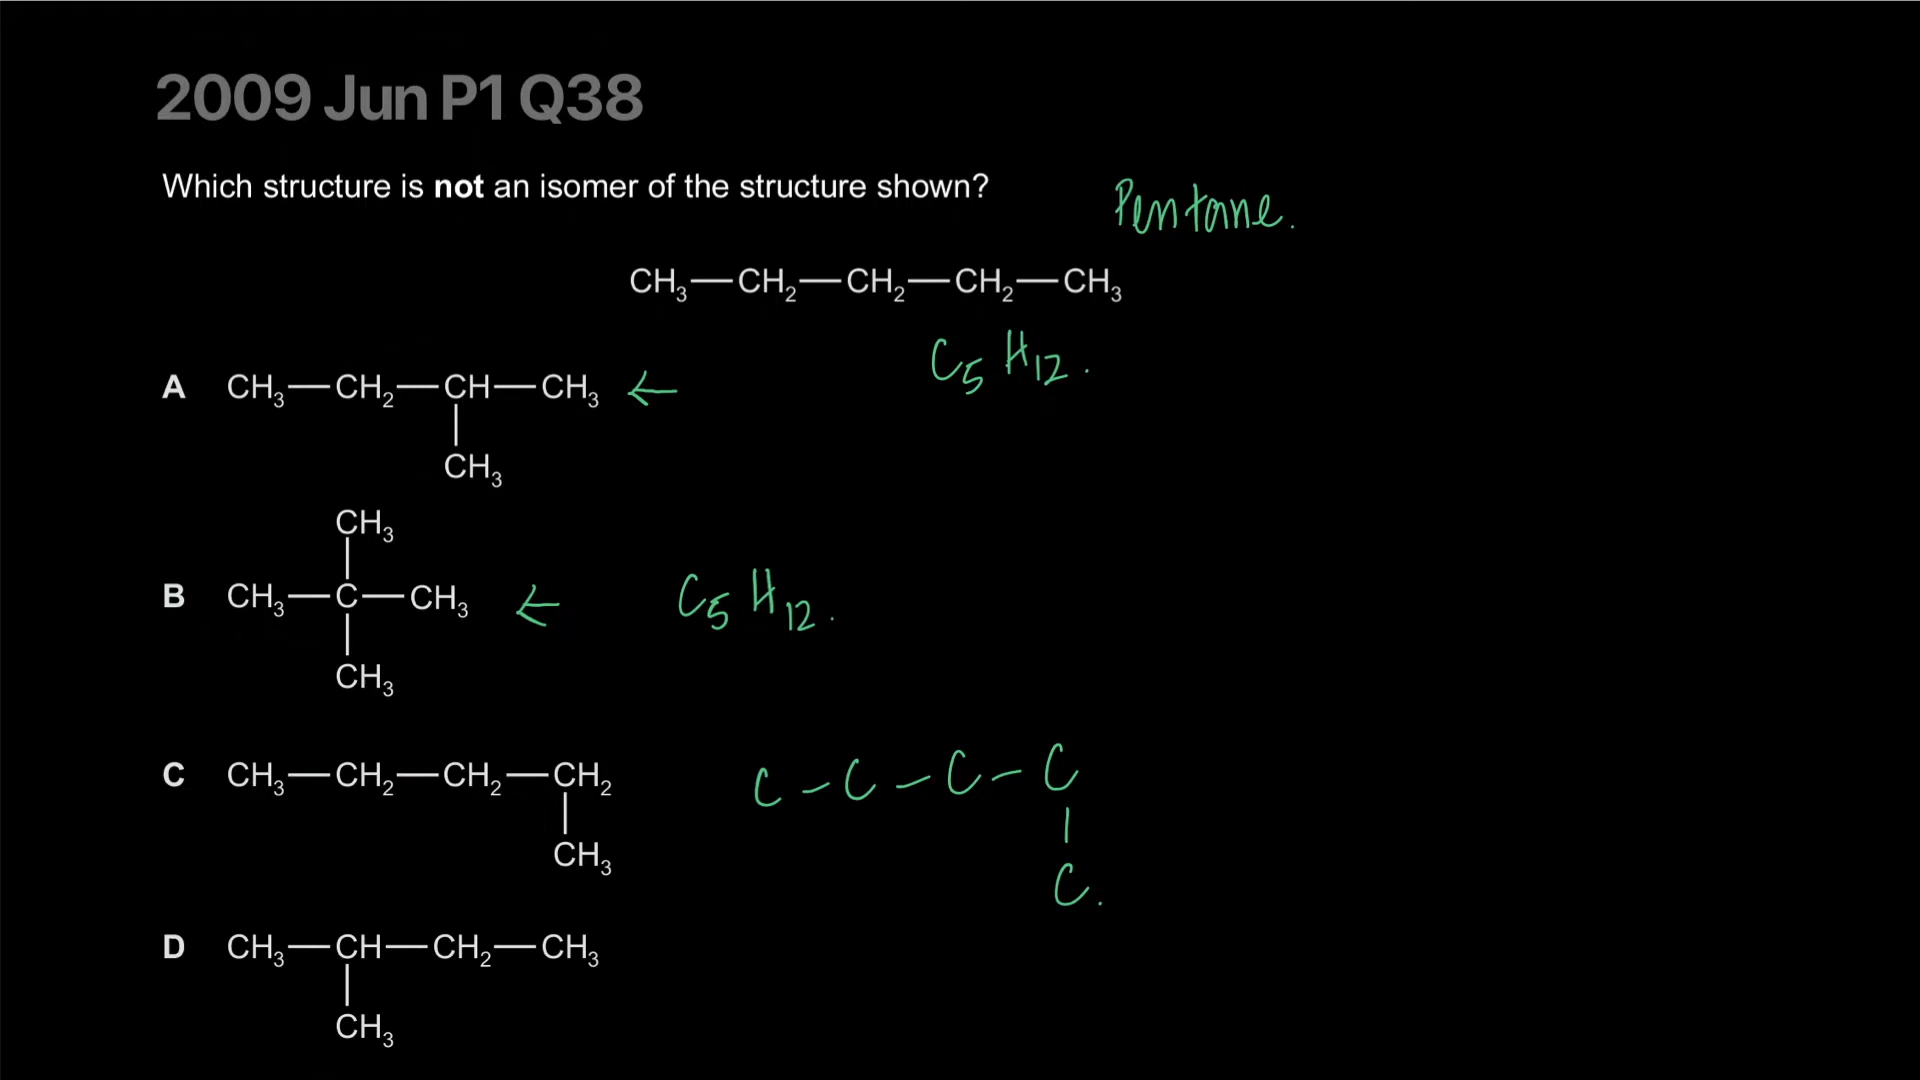 2009 Jun P1 Q38
Which structure is not an isomer of the structure shown?
Pentane.
CH₃—CH₂—CH₂—CH₂—CH₃
C₅H₁₂.
A CH₃—CH₂—CH—CH₃ ←
CH₃
CH₃
B CH₃—C—CH₃ ← C₅H₁₂.
CH₃
C CH₃—CH₂—CH₂—CH₂ C-C-C-C
CH₃ C.
D CH₃—CH—CH₂—CH₃
CH₃